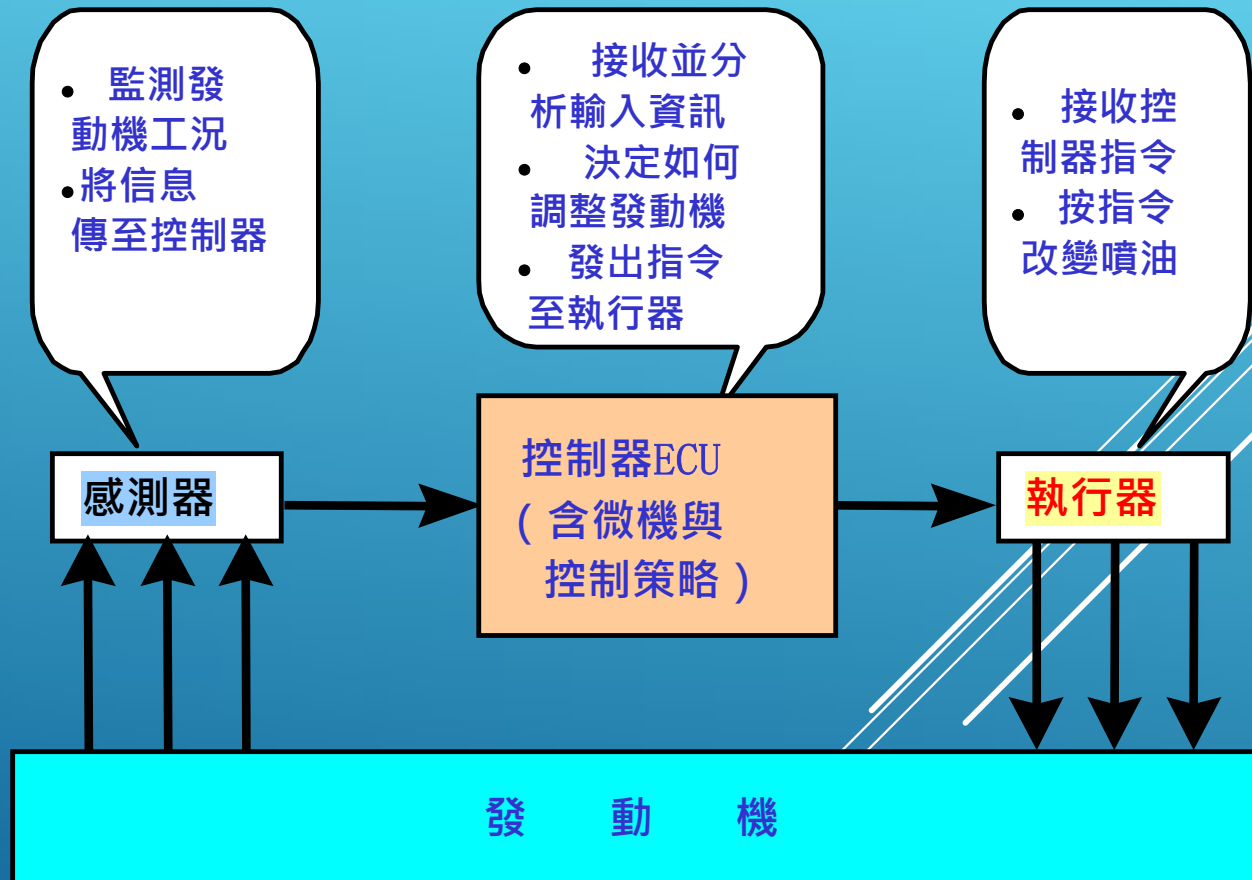 • 監測發
動機工況
•將信息
傳至控制器
• 接收並分
析輸入資訊
• 決定如何
調整發動機
• 發出指令
至執行器
• 接收控
制器指令
• 按指令
改變噴油
感測器
控制器ECU
（含微機與
控制策略）
執行器
發 動 機